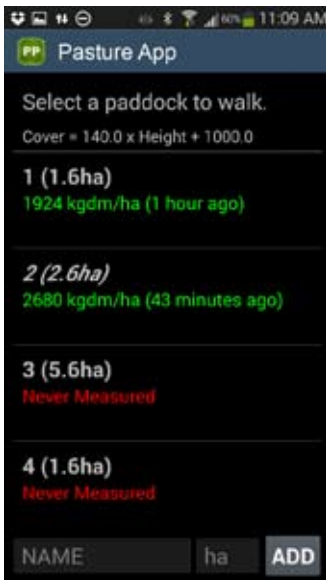 11:09 AM
PP Pasture App
Select a paddock to walk.
Cover = 140.0 x Height + 1000.0
1 (1.6ha)
1924 kgdm/ha (1 hour ago)
2 (2.6ha)
2680 kgdm/ha (43 minutes ago)
3 (5.6ha)
Never Measured
4 (1.6ha)
Never Measured
NAME ha ADD